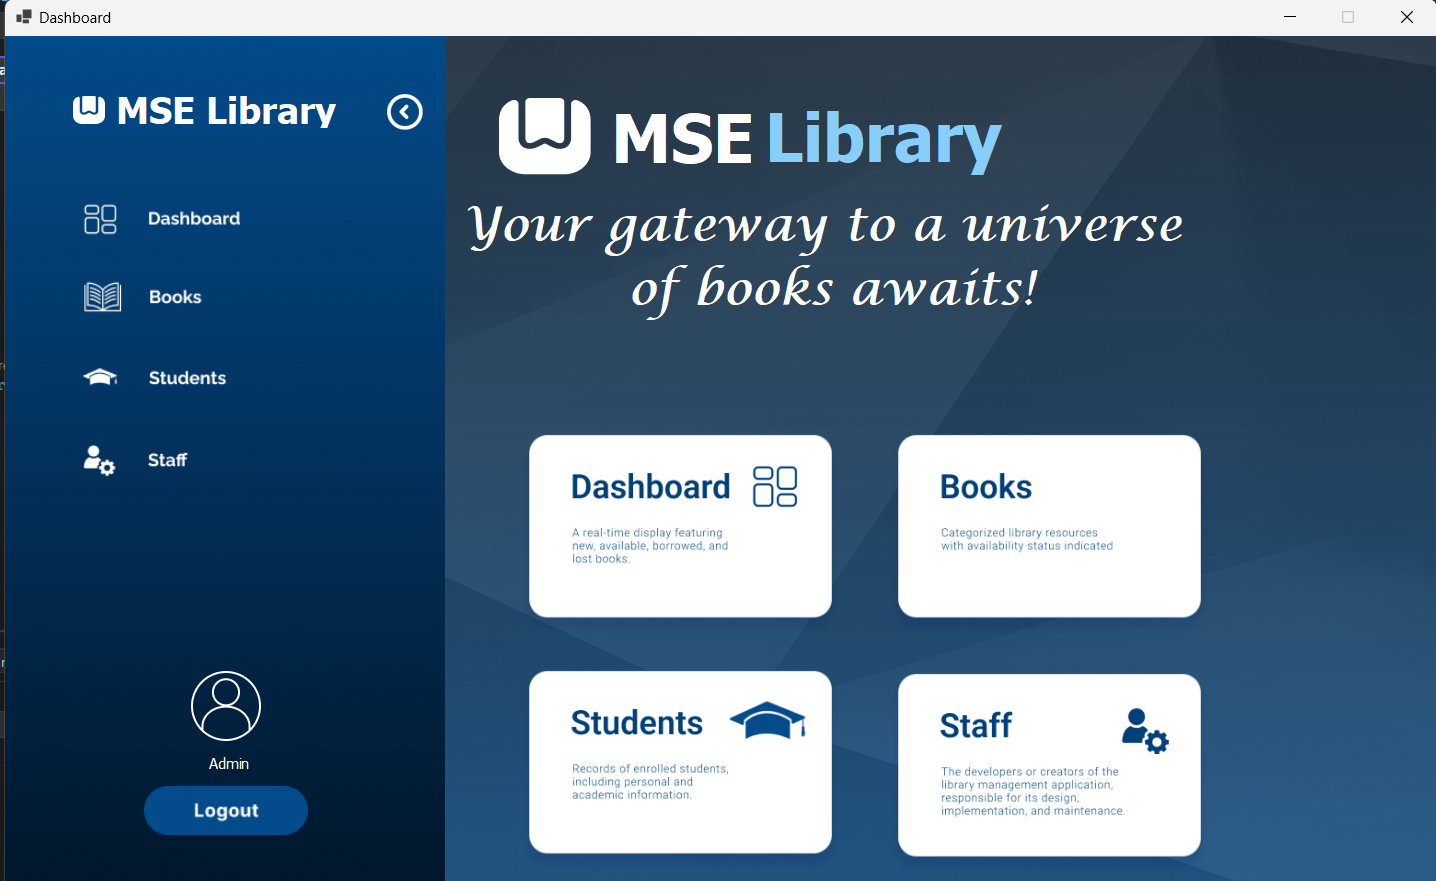 Dashboard
MSE Library
Dashboard
Books
Students
Staff
Admin
Logout
MSE Library
Your gateway to a universe
of books awaits!
Dashboard
A real-time display featuring
new, available, borrowed, and
lost books.
Books
Categorized library resources
with availability status indicated
Students
Records of enrolled students,
including personal and
academic information.
Staff
The developers or creators of the
library management application,
responsible for its design,
implementation, and maintenance.